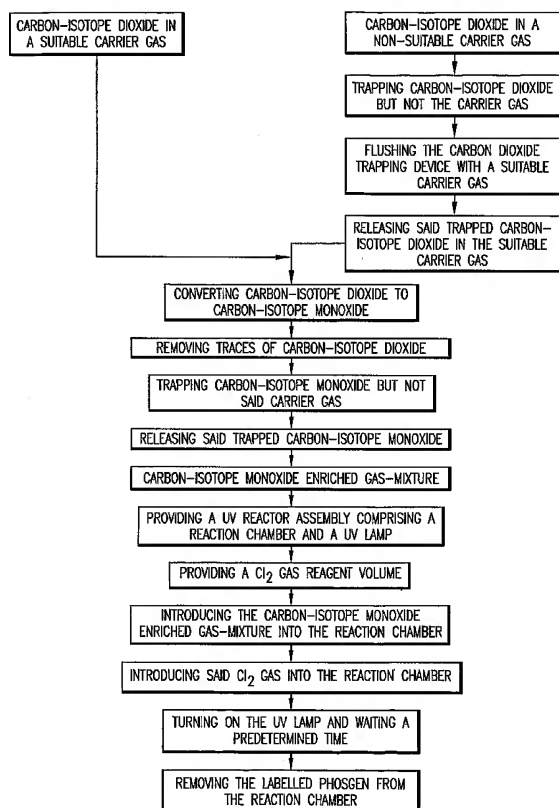 CARBON-ISOTOPE DIOXIDE IN
A SUITABLE CARRIER GAS
CARBON-ISOTOPE DIOXIDE IN A
NON-SUITABLE CARRIER GAS
TRAPPING CARBON-ISOTOPE DIOXIDE
BUT NOT THE CARRIER GAS
FLUSHING THE CARBON DIOXIDE
TRAPPING DEVICE WITH A SUITABLE
CARRIER GAS
RELEASING SAID TRAPPED CARBON-
ISOTOPE DIOXIDE IN THE SUITABLE
CARRIER GAS
CONVERTING CARBON-ISOTOPE DIOXIDE TO
CARBON-ISOTOPE MONOXIDE
REMOVING TRACES OF CARBON-ISOTOPE DIOXIDE
TRAPPING CARBON-ISOTOPE MONOXIDE BUT NOT
SAID CARRIER GAS
RELEASING SAID TRAPPED CARBON-ISOTOPE MONOXIDE
CARBON-ISOTOPE MONOXIDE ENRICHED GAS-MIXTURE
PROVIDING A UV REACTOR ASSEMBLY COMPRISING A
REACTION CHAMBER AND A UV LAMP
PROVIDING A Cl₂ GAS REAGENT VOLUME
INTRODUCING THE CARBON-ISOTOPE MONOXIDE
ENRICHED GAS-MIXTURE INTO THE REACTION CHAMBER
INTRODUCING SAID Cl₂ GAS INTO THE REACTION CHAMBER
TURNING ON THE UV LAMP AND WAITING A
PREDETERMINED TIME
REMOVING THE LABELLED PHOSGEN FROM
THE REACTION CHAMBER